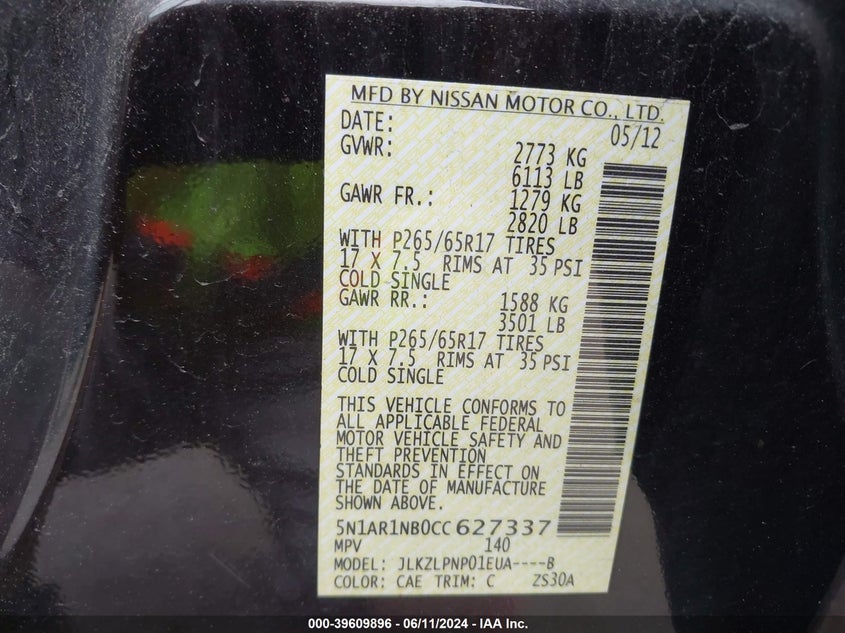 MFD BY NISSAN MOTOR CO., LTD.
DATE: 05/12
GVWR: 2773 KG
6113 LB
GAWR FR.: 1279 KG
2820 LB
WITH P265/65R17 TIRES
17 X 7.5 RIMS AT 35 PSI
COLD SINGLE
GAWR RR.: 1588 KG
3501 LB
WITH P265/65R17 TIRES
17 X 7.5 RIMS AT 35 PSI
COLD SINGLE
THIS VEHICLE CONFORMS TO
ALL APPLICABLE FEDERAL
MOTOR VEHICLE SAFETY AND
THEFT PREVENTION
STANDARDS IN EFFECT ON
THE DATE OF MANUFACTURE
SHOWN ABOVE.
5N1AR1NB0CC627337
MPV 140
MODEL: JLKZLPNP01EUA----B
COLOR: CAE TRIM: C ZS30A
000-39609896 - 06/11/2024 - IAA Inc.